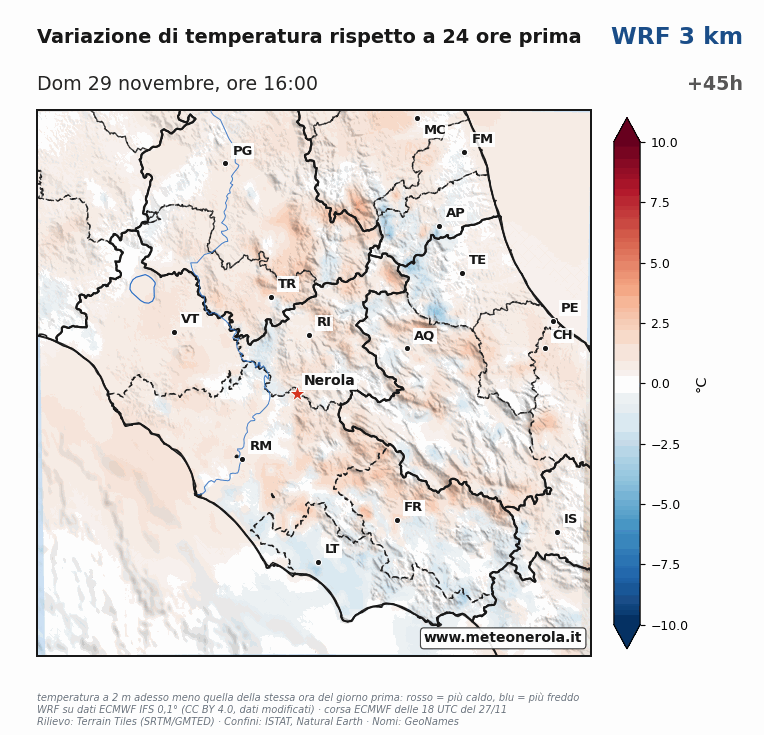 Variazione di temperatura rispetto a 24 ore prima
WRF 3 km
Dom 29 novembre, ore 16:00
+45h
MC
FM
PG
AP
TE
TR
PE
VT
RI
AQ
CH
Nerola
RM
FR
IS
LT
www.meteonerola.it
10.0
7.5
5.0
2.5
0.0
−2.5
−5.0
−7.5
−10.0
°C
temperatura a 2 m adesso meno quella della stessa ora del giorno prima: rosso = più caldo, blu = più freddo
WRF su dati ECMWF IFS 0,1° (CC BY 4.0, dati modificati) · corsa ECMWF delle 18 UTC del 27/11
Rilievo: Terrain Tiles (SRTM/GMTED) · Confini: ISTAT, Natural Earth · Nomi: GeoNames